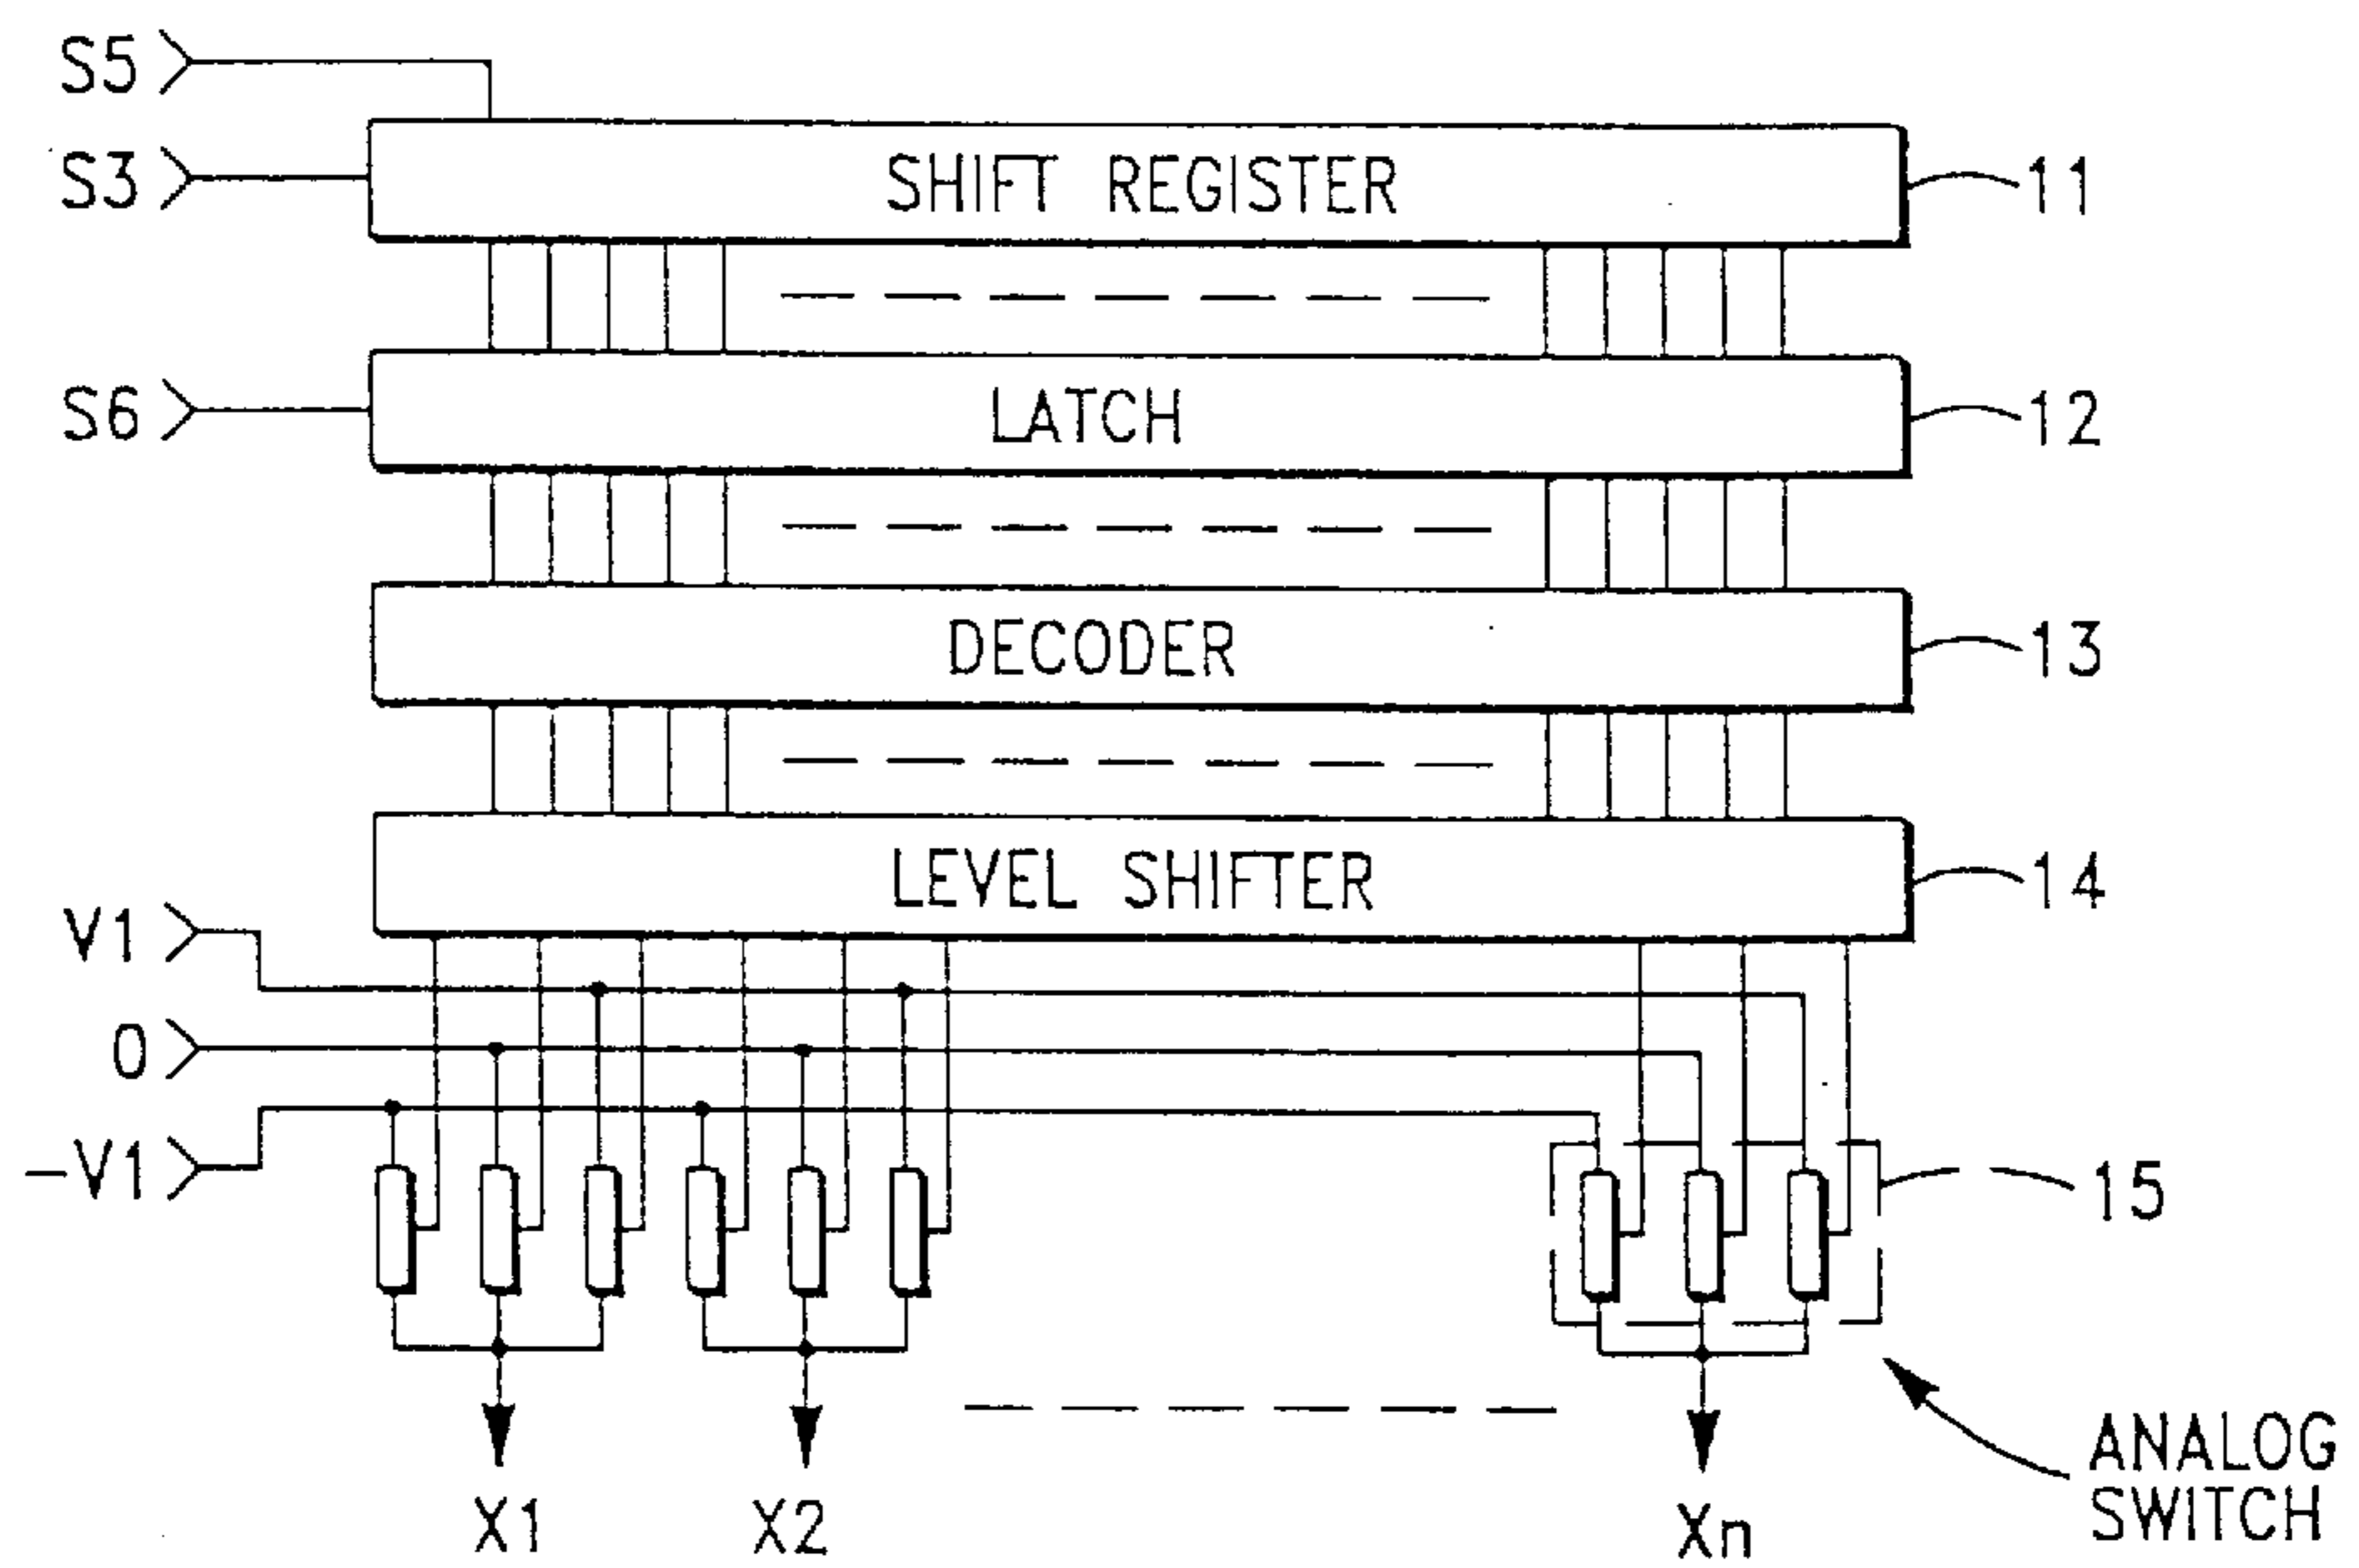 S5
S3
SHIFT REGISTER
11
S6
LATCH
12
DECODER
13
LEVEL SHIFTER
14
V1
0
-V1
15
X1
X2
Xn
ANALOG
SWITCH